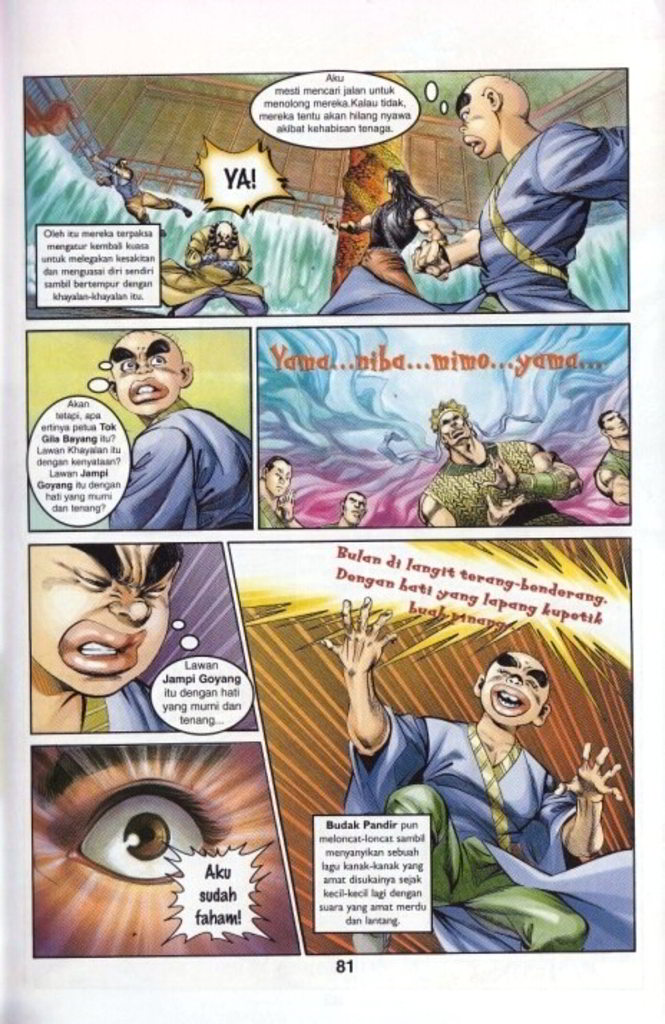 Aku
mesti mencari jalan untuk
menolong mereka.Kalau tidak,
mereka tentu akan hilang nyawa
akibat kehabisan tenaga.
YA!
Oleh itu mereka terpaksa
mengatur kembali kuasa
untuk melegakan kesakitan
dan menguasai diri sendiri
sambil bertempur dengan
khayalan-khayalan itu.
Akan
tetapi, apa
ertinya petua Tok
Gila Bayang itu?
Lawan Khayalan itu
dengan kenyataan?
Lawan Jampi
Goyang itu dengan
hati yang murni
dan tenang?
Yama...niba...mimo...yama...
Lawan
Jampi Goyang
itu dengan hati
yang murni dan
tenang...
Aku
sudah
faham!
Bulan di langit terang-benderang.
Dengan hati yang lapang kupetik
buah pinang.
Budak Pandir pun
meloncat-loncat sambil
menyanyikan sebuah
lagu kanak-kanak yang
amat disukainya sejak
kecil-kecil lagi dengan
suara yang amat merdu
dan lantang.
81